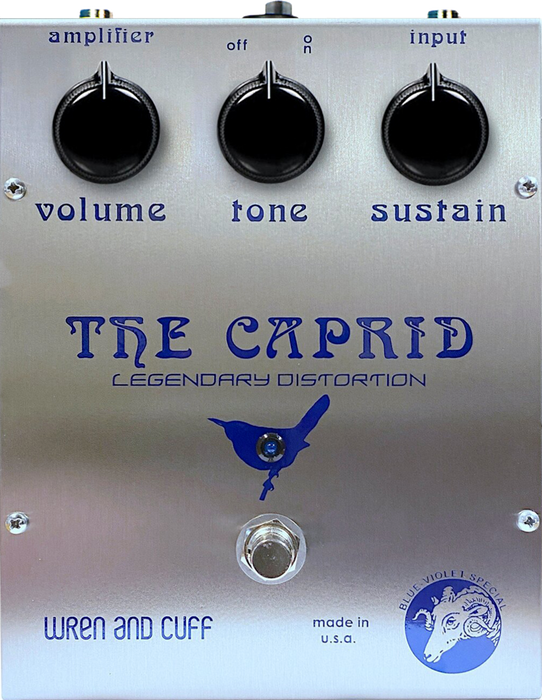 amplifier
off
on
input
volume
tone
sustain
THE CAPRID
LEGENDARY DISTORTION
WREN AND CUFF
made in
u.s.a.
BLUE-VIOLET SPECIAL